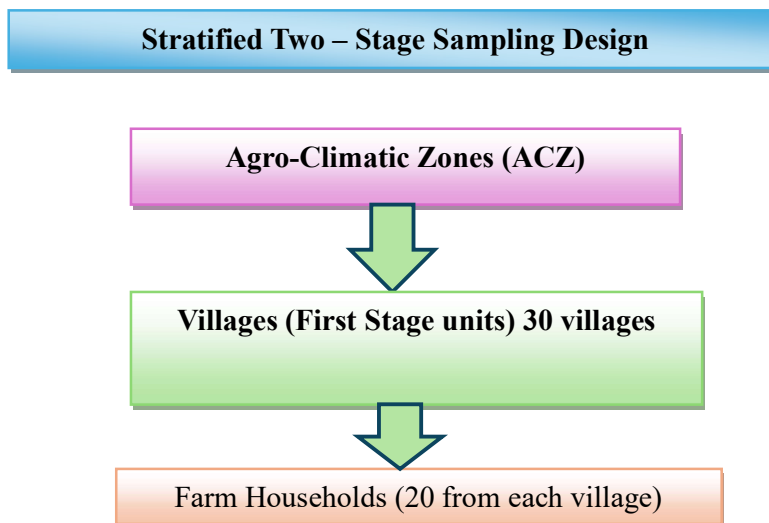 Stratified Two – Stage Sampling Design
Agro-Climatic Zones (ACZ)
Villages (First Stage units) 30 villages
Farm Households (20 from each village)